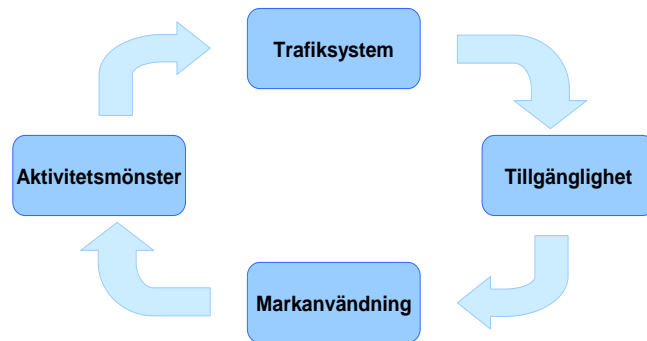 Trafiksystem
Aktivitetsmönster
Tillgänglighet
Markanvändning